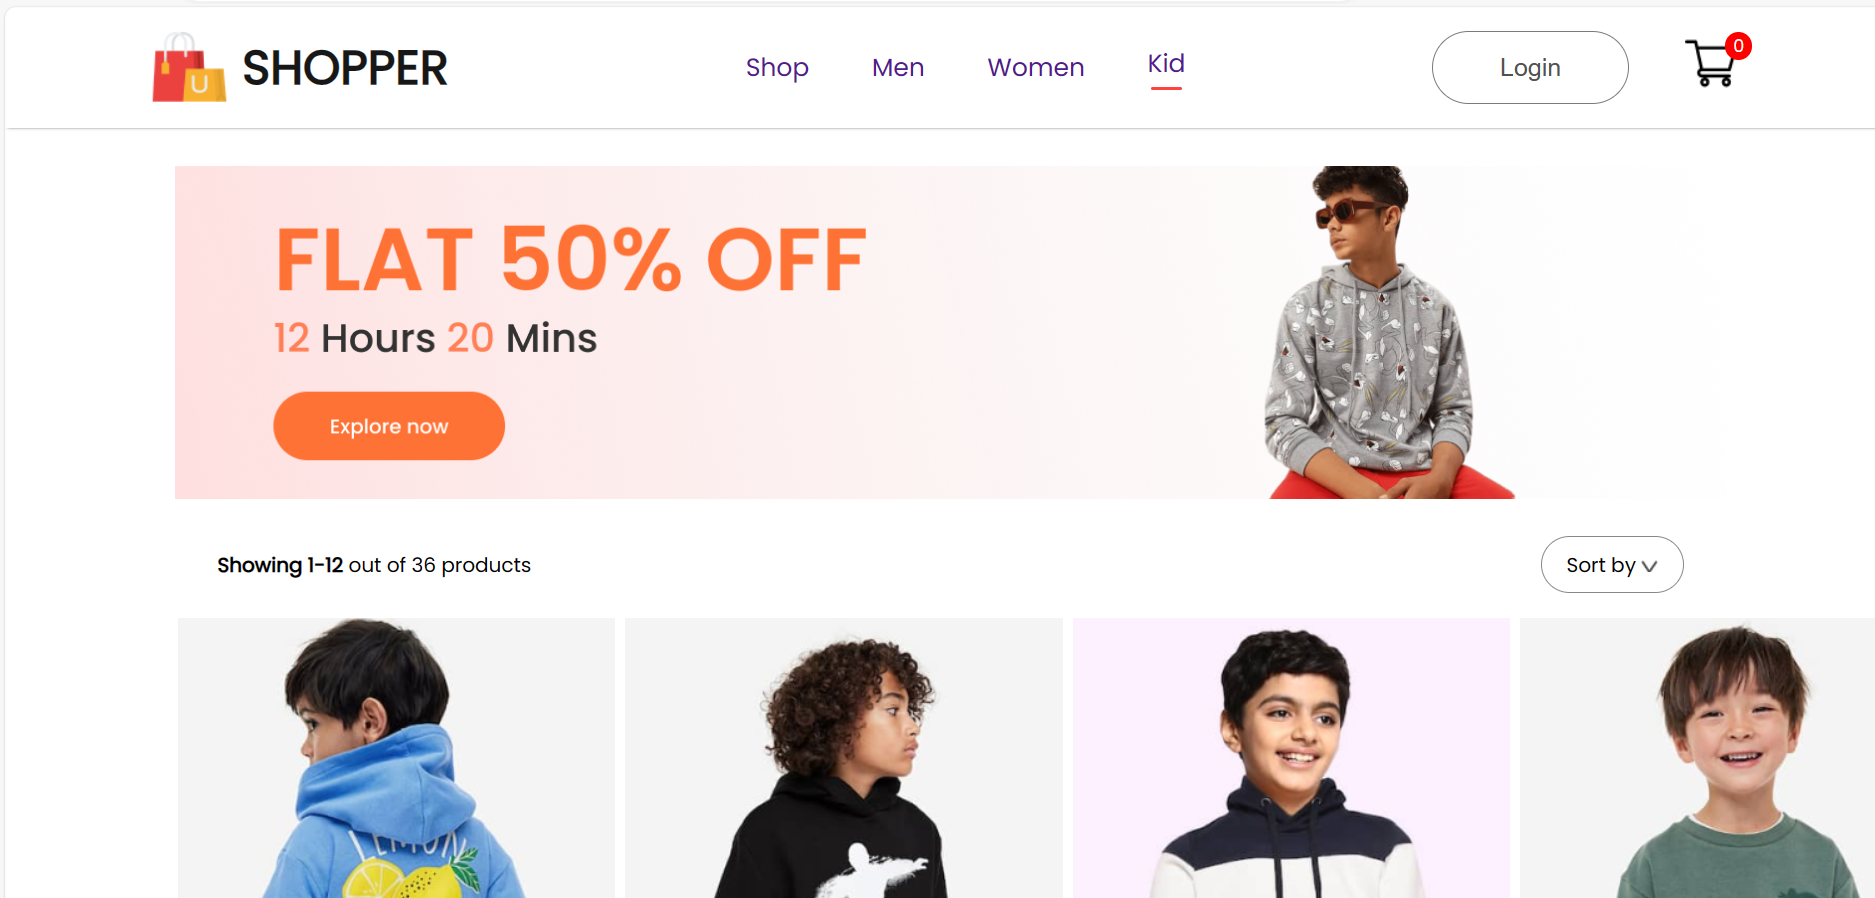 U
SHOPPER
Shop
Men
Women
Kid
Login
0
FLAT 50% OFF
12 Hours 20 Mins
Explore now
Showing 1-12 out of 36 products
Sort by
LEMON